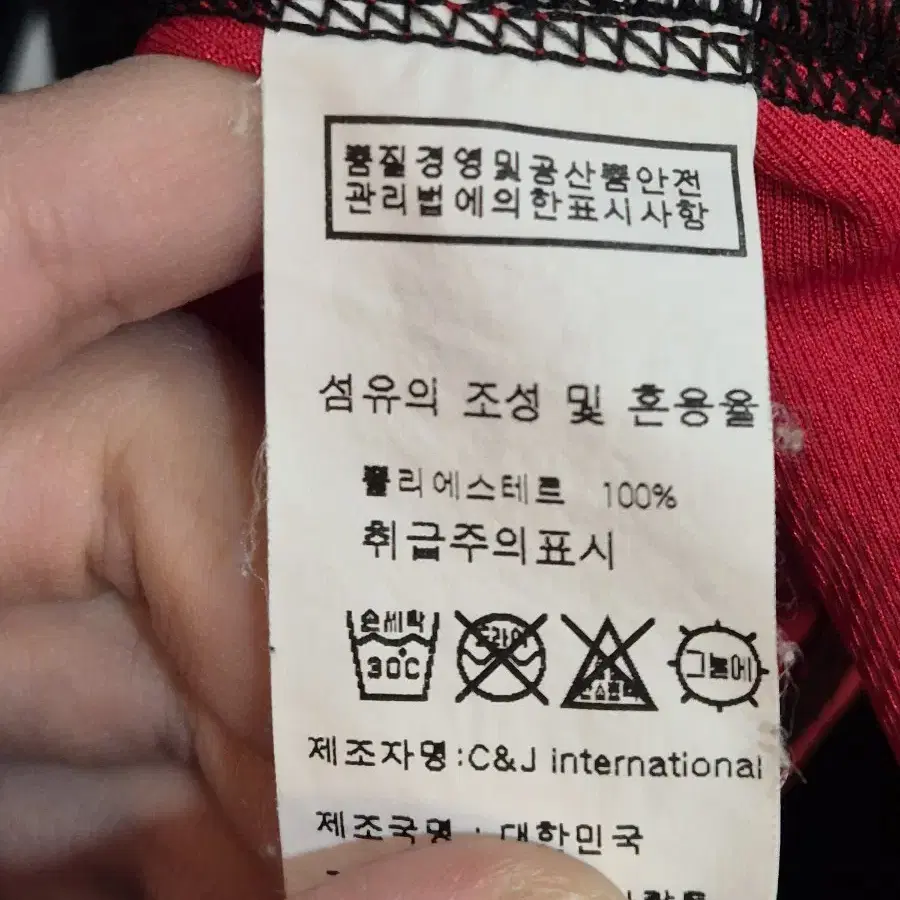 품질경영및공산품안전
관리법에의한표시사항
섬유의 조성 및 혼용율
폴리에스테르 100%
취급주의표시
손세탁 드라이 그늘에
30℃
제조자명:C&J international
제조국명 : 대한민국